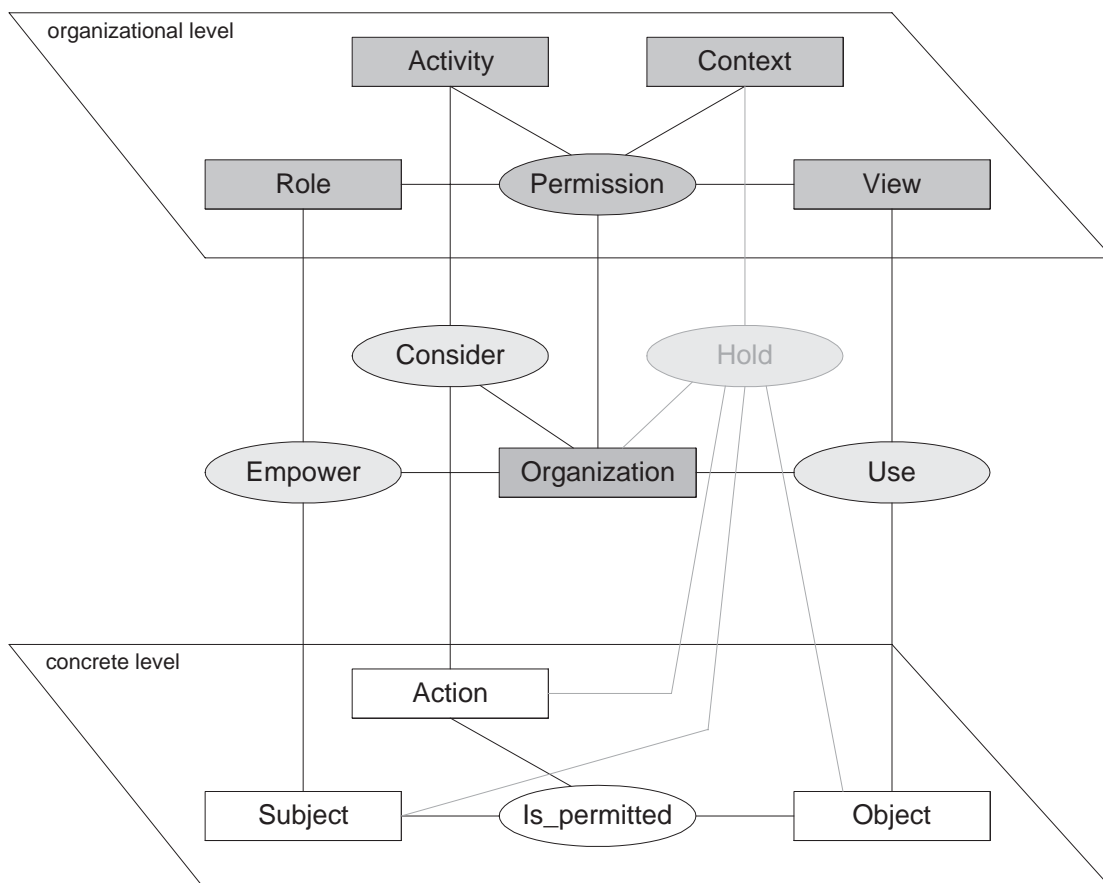 organizational level
Activity
Context
Role
Permission
View
Consider
Hold
Empower
Organization
Use
concrete level
Action
Subject
Is_permitted
Object